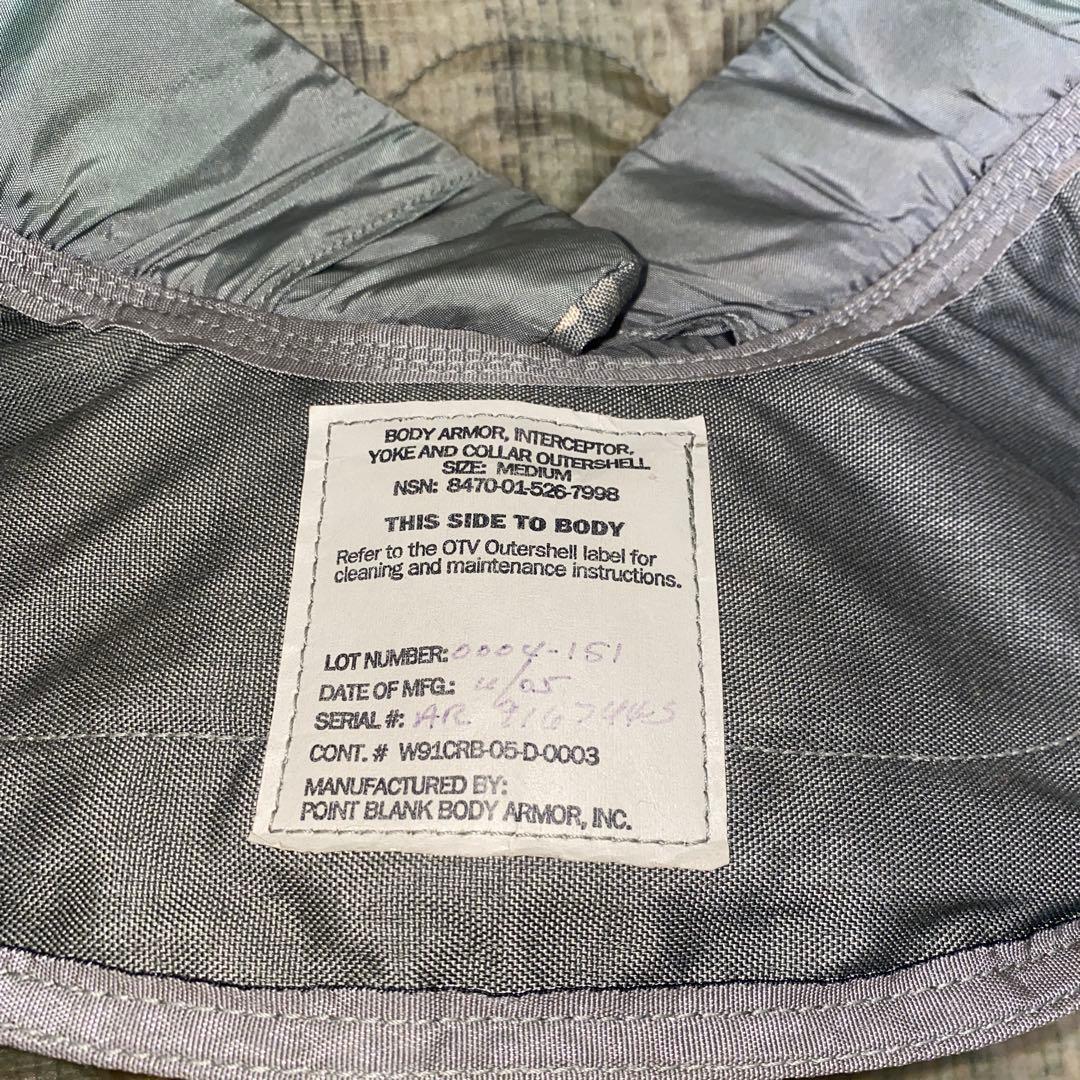 BODY ARMOR, INTERCEPTOR,
YOKE AND COLLAR OUTERSHELL
SIZE: MEDIUM
NSN: 8470-01-526-7998
THIS SIDE TO BODY
Refer to the OTV Outershell label for
cleaning and maintenance instructions.
LOT NUMBER: 0004-151
DATE OF MFG.:
SERIAL #: AR
CONT. # W91CRB-05-D-0003
MANUFACTURED BY:
POINT BLANK BODY ARMOR, INC.